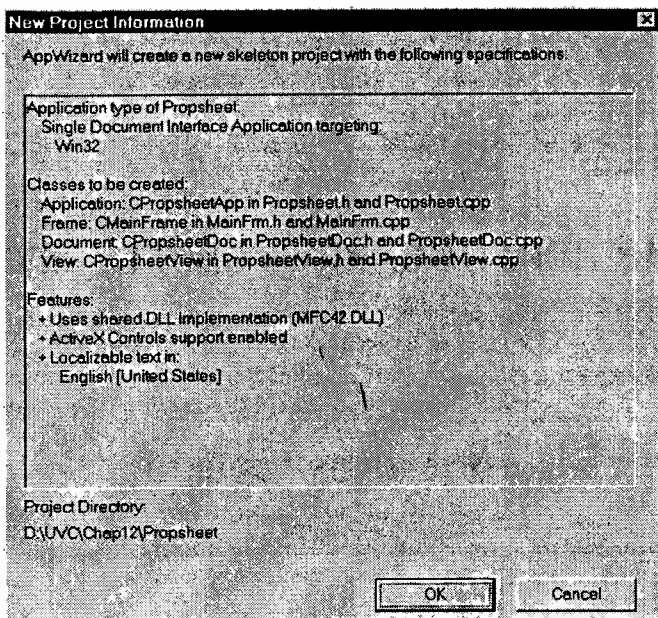 New Project Information
AppWizard will create a new skeleton project with the following specifications:
Application type of Propsheet:
Single Document Interface Application targeting:
Win32
Classes to be created:
Application: CPropsheetApp in Propsheet.h and Propsheet.cpp
Frame: CMainFrame in MainFrm.h and MainFrm.cpp
Document: CPropsheetDoc in PropsheetDoc.h and PropsheetDoc.cpp
View: CPropsheetView in PropsheetView.h and PropsheetView.cpp
Features:
+ Uses shared DLL implementation (MFC42.DLL)
+ ActiveX Controls support enabled
+ Localizable text in:
English [United States]
Project Directory:
D:\UVC\Chap12\Propsheet
OK
Cancel